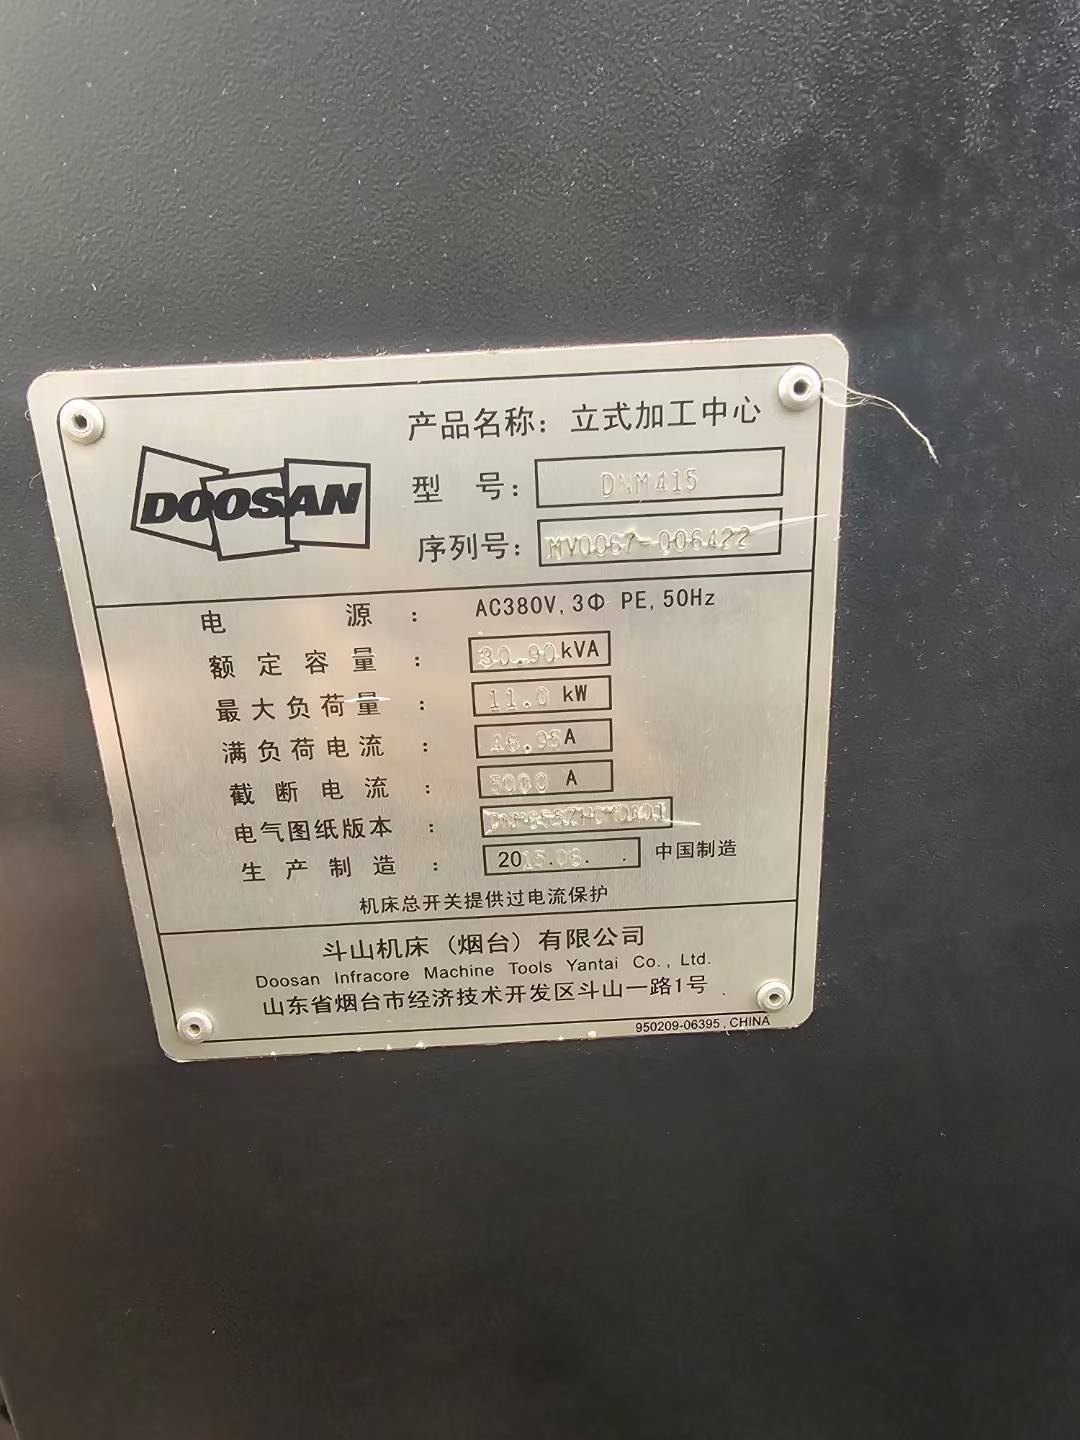 DOOSAN
产品名称：立式加工中心
型 号： DNM415
序列号： MV0067-006422
电 源 ： AC380V, 3Φ PE, 50Hz
额定容量 ： 30.90kVA
最大负荷量 ： 11.0 kW
满负荷电流 ： 46.95A
截断电流 ： 5000 A
电气图纸版本 ：
生产制造 ： 2015.06. . 中国制造
机床总开关提供过电流保护
斗山机床（烟台）有限公司
Doosan Infracore Machine Tools Yantai Co., Ltd.
山东省烟台市经济技术开发区斗山一路1号
950209-06395, CHINA